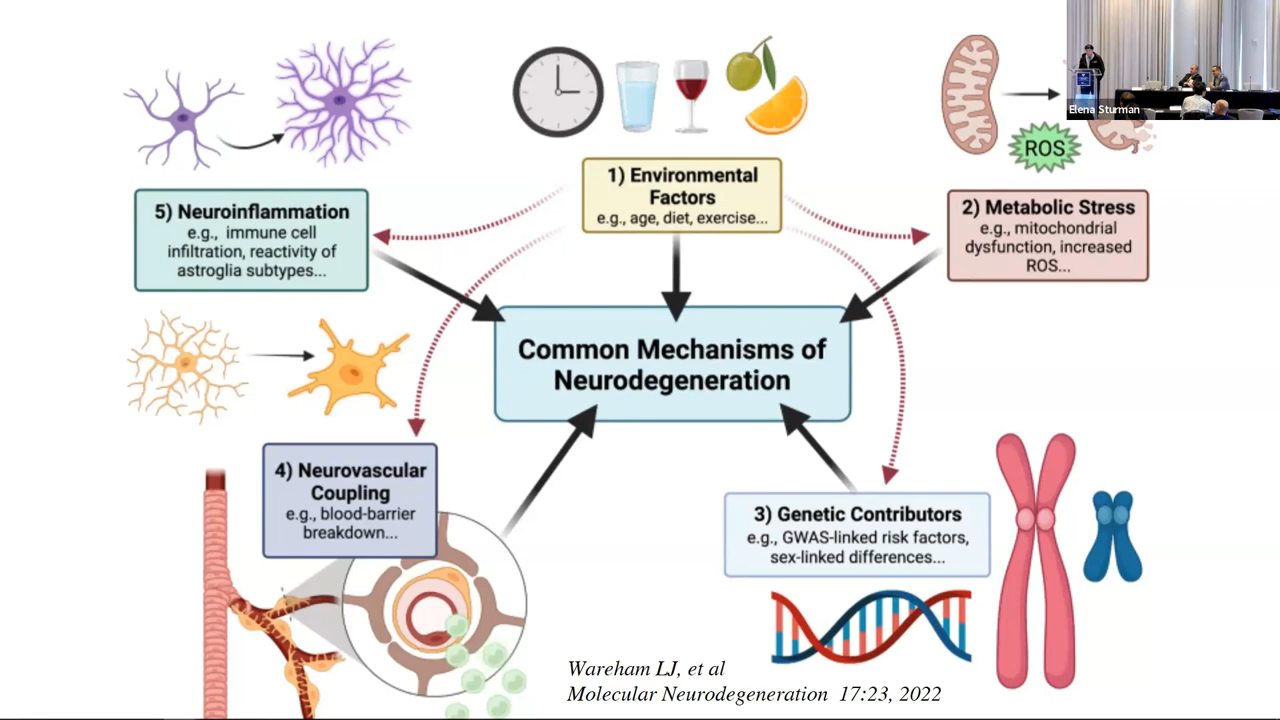 1) Environmental
Factors
e.g., age, diet, exercise...
ROS
Elena Sturman
5) Neuroinflammation
e.g., immune cell
infiltration, reactivity of
astroglia subtypes...
2) Metabolic Stress
e.g., mitochondrial
dysfunction, increased
ROS...
Common Mechanisms of
Neurodegeneration
4) Neurovascular
Coupling
e.g., blood-barrier
breakdown...
3) Genetic Contributors
e.g., GWAS-linked risk factors,
sex-linked differences...
Wareham LJ, et al
Molecular Neurodegeneration 17:23, 2022